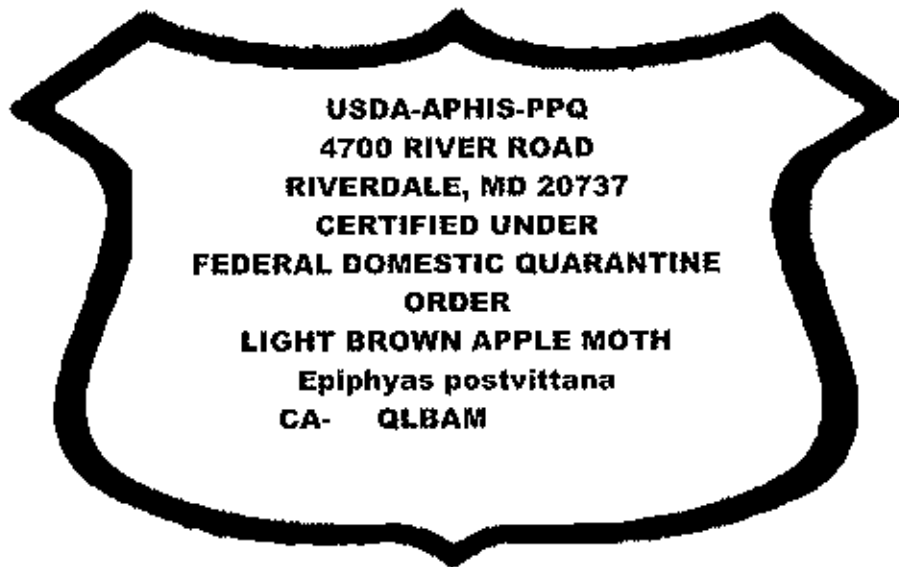 USDA-APHIS-PPQ
4700 RIVER ROAD
RIVERDALE, MD 20737
CERTIFIED UNDER
FEDERAL DOMESTIC QUARANTINE
ORDER
LIGHT BROWN APPLE MOTH
Epiphyas postvittana
CA- QLBAM